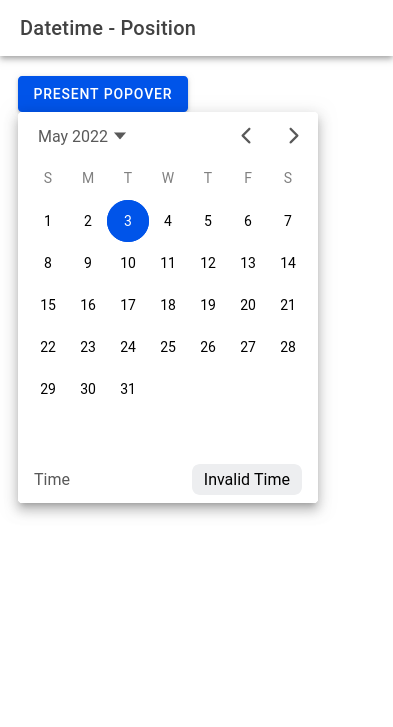 Datetime - Position
PRESENT POPOVER
May 2022
S M T W T F S
1 2 3 4 5 6 7
8 9 10 11 12 13 14
15 16 17 18 19 20 21
22 23 24 25 26 27 28
29 30 31
Time Invalid Time